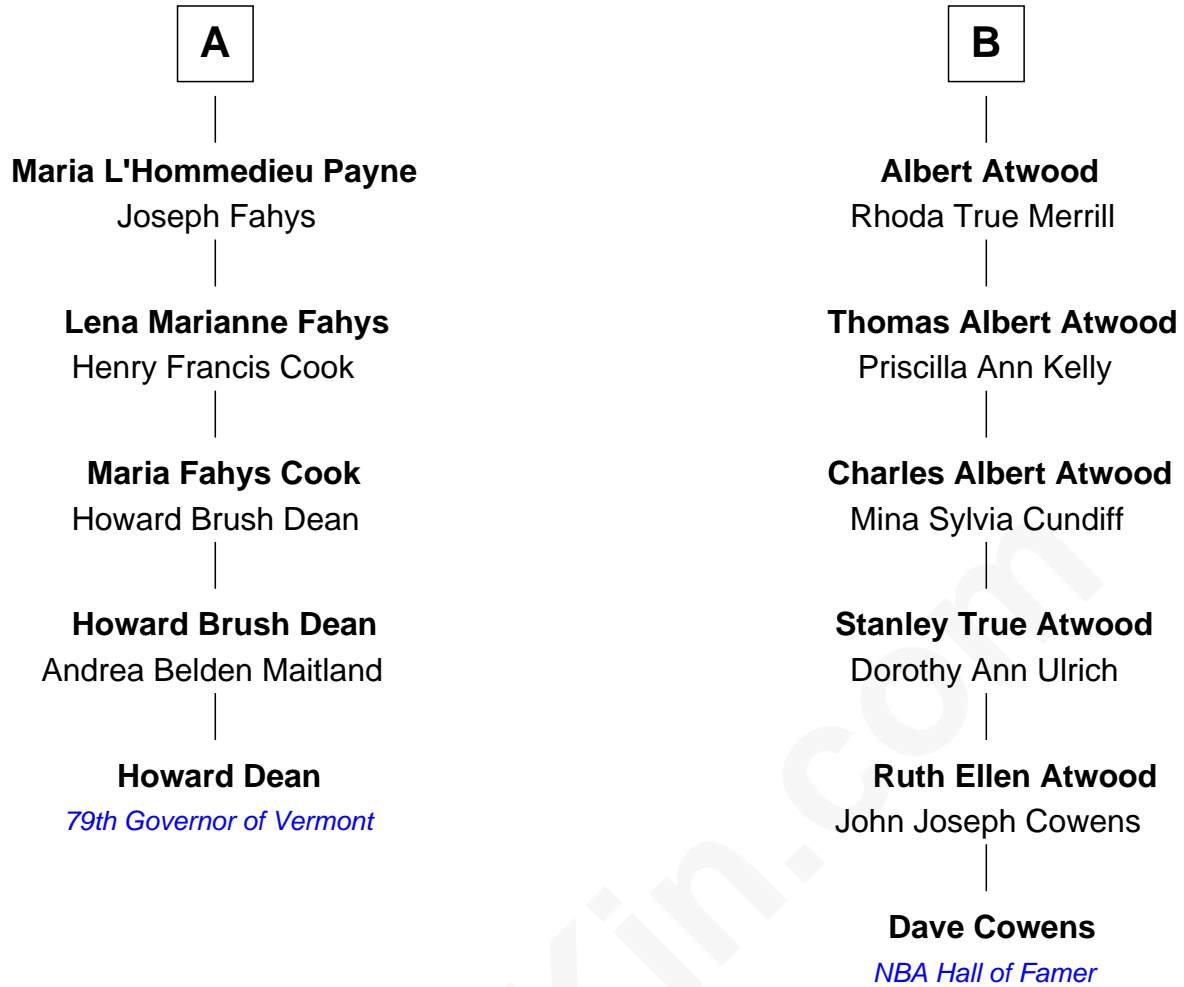 A
Maria L'Hommedieu Payne
Joseph Fahys
Lena Marianne Fahys
Henry Francis Cook
Maria Fahys Cook
Howard Brush Dean
Howard Brush Dean
Andrea Belden Maitland
Howard Dean
79th Governor of Vermont
B
Albert Atwood
Rhoda True Merrill
Thomas Albert Atwood
Priscilla Ann Kelly
Charles Albert Atwood
Mina Sylvia Cundiff
Stanley True Atwood
Dorothy Ann Ulrich
Ruth Ellen Atwood
John Joseph Cowens
Dave Cowens
NBA Hall of Famer
Kin.com